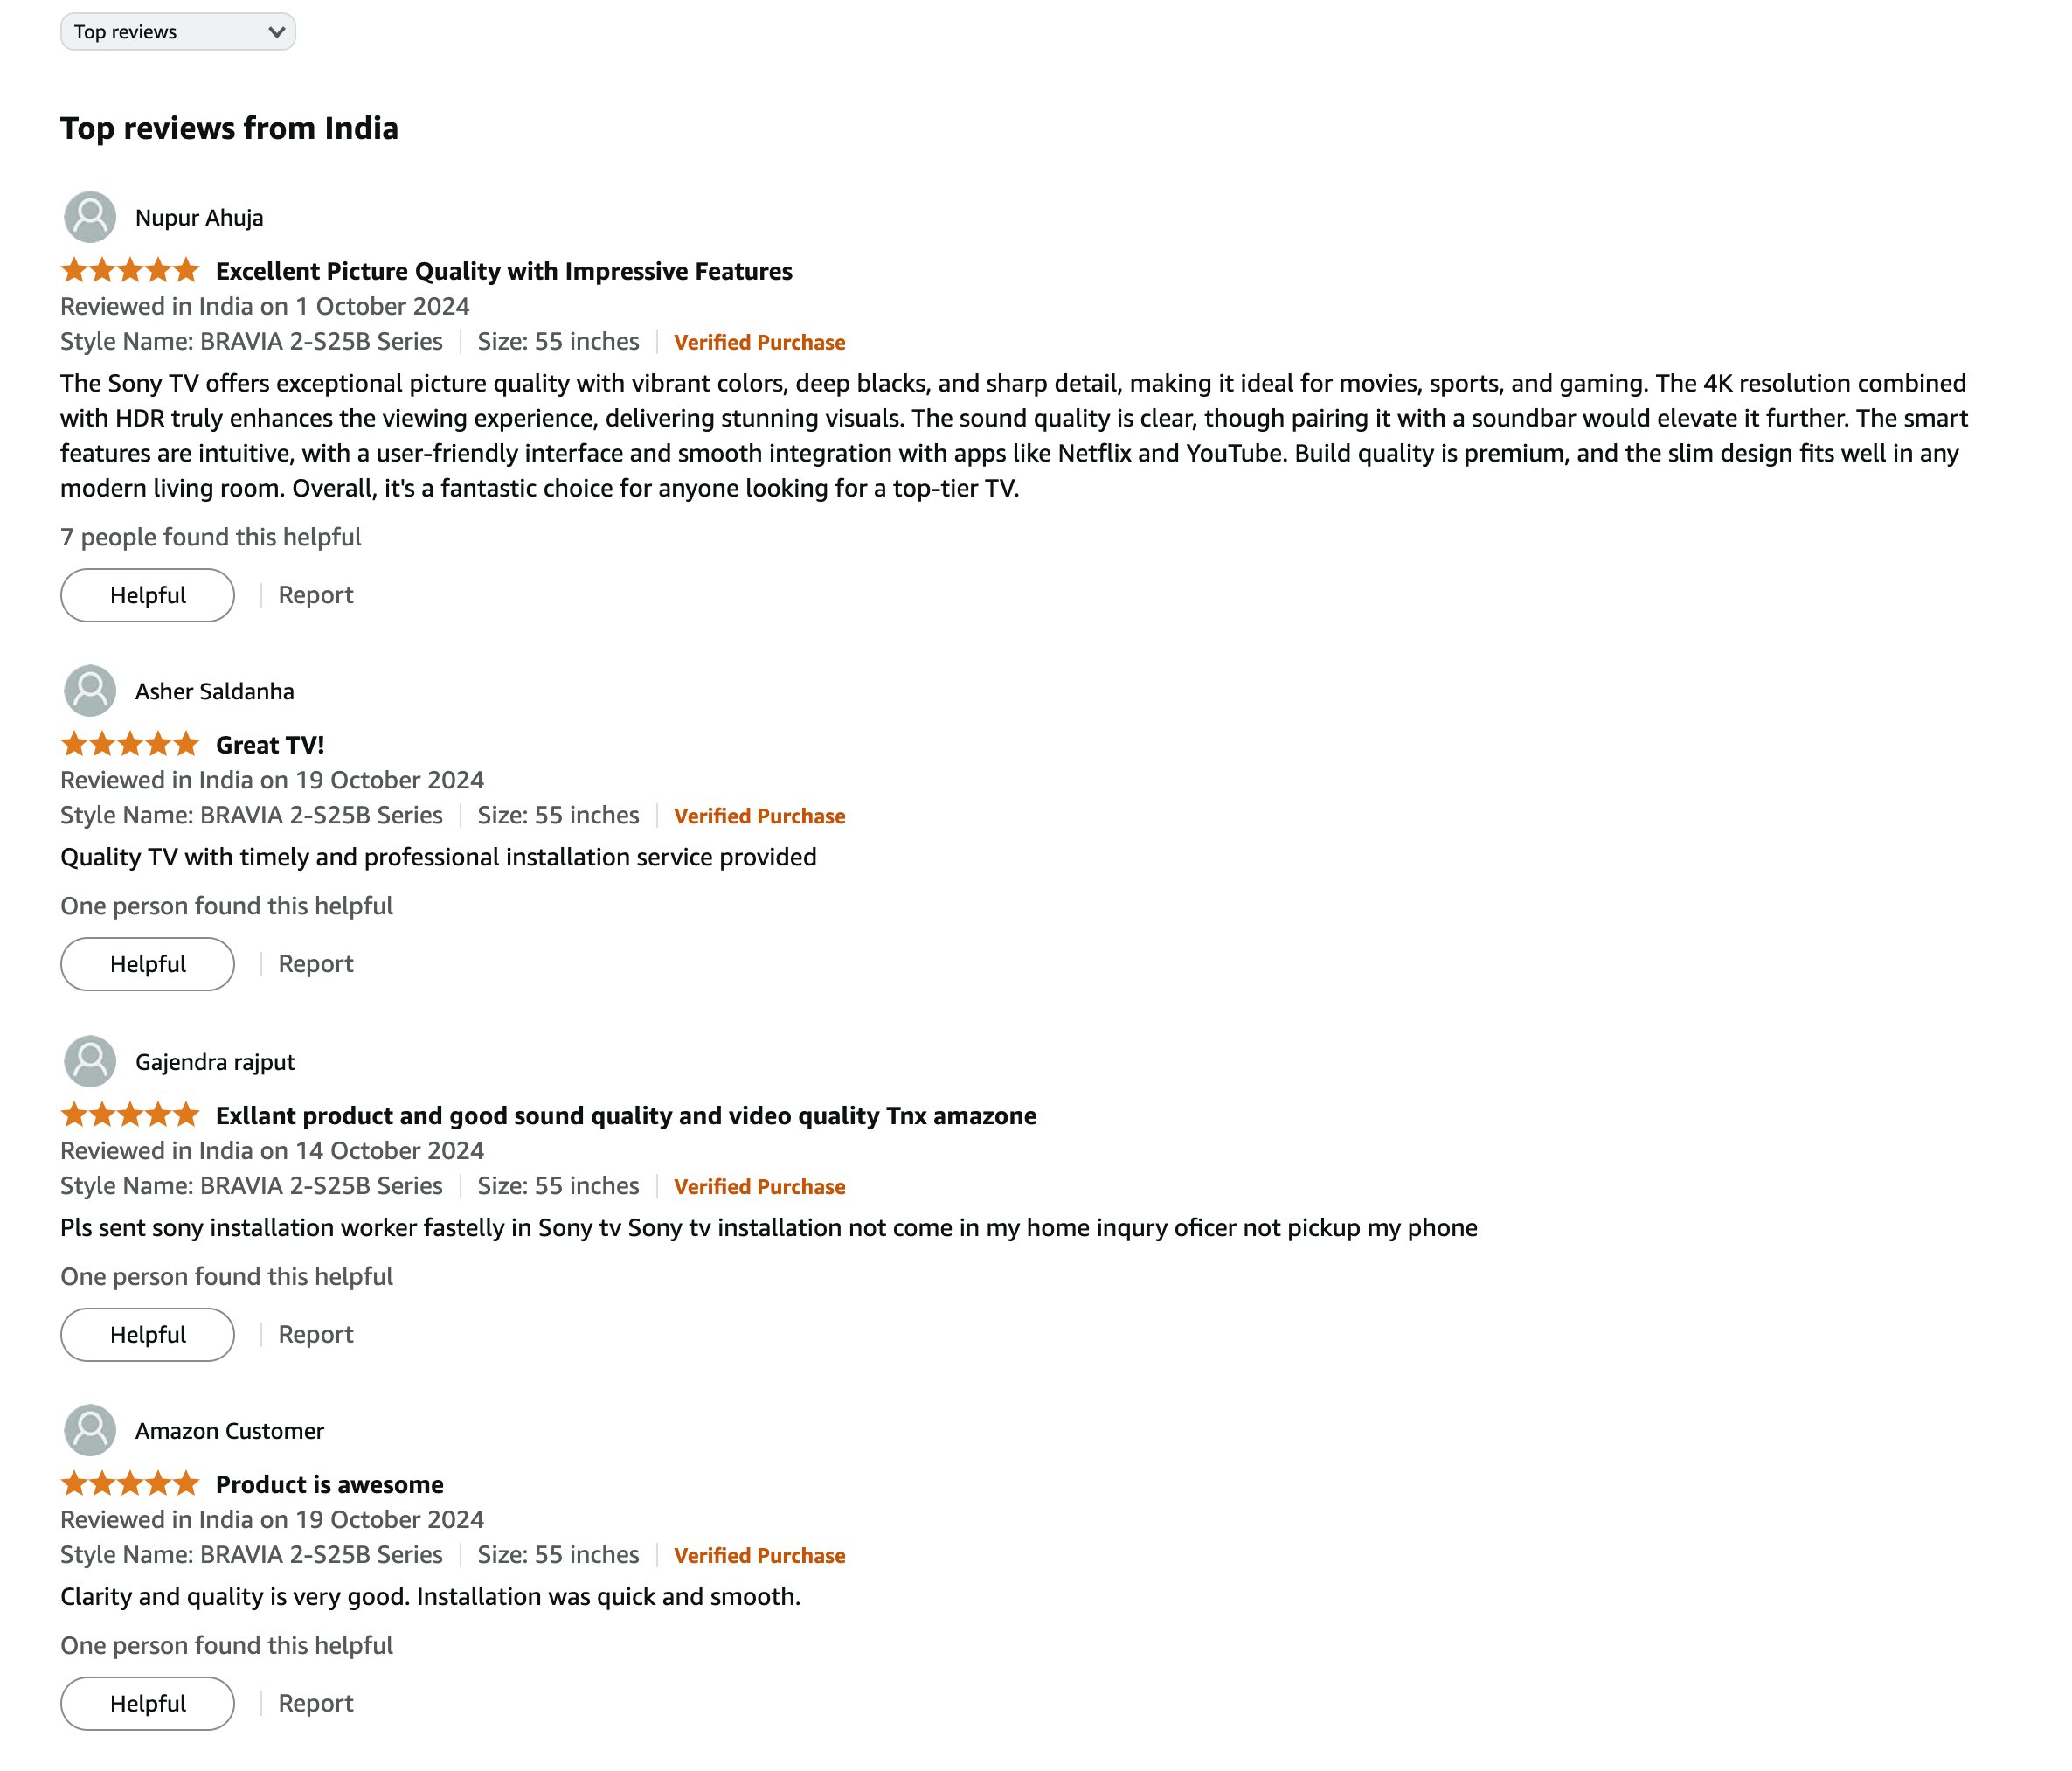 Top reviews
Top reviews from India
Nupur Ahuja
Excellent Picture Quality with Impressive Features
Reviewed in India on 1 October 2024
Style Name: BRAVIA 2-S25B Series | Size: 55 inches | Verified Purchase
The Sony TV offers exceptional picture quality with vibrant colors, deep blacks, and sharp detail, making it ideal for movies, sports, and gaming. The 4K resolution combined
with HDR truly enhances the viewing experience, delivering stunning visuals. The sound quality is clear, though pairing it with a soundbar would elevate it further. The smart
features are intuitive, with a user-friendly interface and smooth integration with apps like Netflix and YouTube. Build quality is premium, and the slim design fits well in any
modern living room. Overall, it's a fantastic choice for anyone looking for a top-tier TV.
7 people found this helpful
Helpful | Report
Asher Saldanha
Great TV!
Reviewed in India on 19 October 2024
Style Name: BRAVIA 2-S25B Series | Size: 55 inches | Verified Purchase
Quality TV with timely and professional installation service provided
One person found this helpful
Helpful | Report
Gajendra rajput
Exllant product and good sound quality and video quality Tnx amazone
Reviewed in India on 14 October 2024
Style Name: BRAVIA 2-S25B Series | Size: 55 inches | Verified Purchase
Pls sent sony installation worker fastelly in Sony tv Sony tv installation not come in my home inqury oficer not pickup my phone
One person found this helpful
Helpful | Report
Amazon Customer
Product is awesome
Reviewed in India on 19 October 2024
Style Name: BRAVIA 2-S25B Series | Size: 55 inches | Verified Purchase
Clarity and quality is very good. Installation was quick and smooth.
One person found this helpful
Helpful | Report